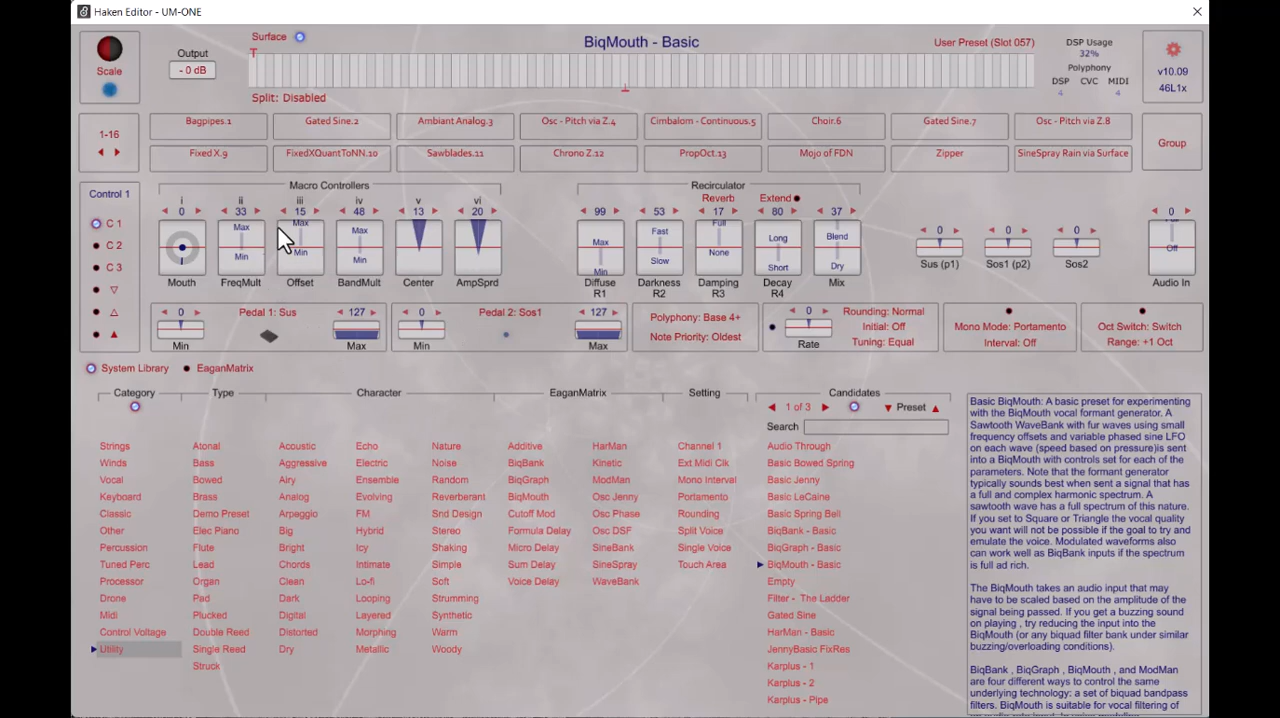 Haken Editor - UM-ONE
Scale
Output
- 0 dB
Surface
T
BiqMouth - Basic
User Preset (Slot 057)
Split: Disabled
DSP Usage
32%
Polyphony
DSP CVC MIDI
4 4
v10.09
46L1x
1-16
Bagpipes.1 Gated Sine.2 Ambiant Analog.3 Osc - Pitch via Z.4 Cimbalom - Continuous.5 Choir.6 Gated Sine.7 Osc - Pitch via Z.8
Fixed X.9 FixedXQuantToNN.10 Sawblades.11 Chrono Z.12 PropOct.13 Mojo of FDN Zipper SineSpray Rain via Surface
Group
Control 1
C 1
C 2
C 3
Macro Controllers
i ii iii iv v vi
0 33 15 48 13 20
Max Max Max
Min Min Min
Mouth FreqMult Offset BandMult Center AmpSprd
Recirculator
Reverb Extend
99 53 17 80 37
Max Fast Full Long Blend
Min Slow None Short Dry
Diffuse Darkness Damping Decay Mix
R1 R2 R3 R4
0 0 0
Sus (p1) Sos1 (p2) Sos2
0
Off
Audio In
0 Pedal 1: Sus 127
Min Max
0 Pedal 2: Sos1 127
Min Max
Polyphony: Base 4+
Note Priority: Oldest
0
Rate
Rounding: Normal
Initial: Off
Tuning: Equal
Mono Mode: Portamento
Interval: Off
Oct Switch: Switch
Range: +1 Oct
System Library EaganMatrix
Category Type Character EaganMatrix Setting Candidates
1 of 3 Preset
Search
Strings Atonal Acoustic Echo Nature Additive HarMan Channel 1 Audio Through
Winds Bass Aggressive Electric Noise BiqBank Kinetic Ext Midi Clk Basic Bowed Spring
Vocal Bowed Airy Ensemble Random BiqGraph ModMan Mono Interval Basic Jenny
Keyboard Brass Analog Evolving Reverberant BiqMouth Osc Jenny Portamento Basic LeCaine
Classic Demo Preset Arpeggio FM Snd Design Cutoff Mod Osc Phase Rounding Basic Spring Bell
Other Elec Piano Big Hybrid Stereo Formula Delay Osc DSF Split Voice BiqBank - Basic
Percussion Flute Bright Icy Shaking Micro Delay SineBank Single Voice BiqGraph - Basic
Tuned Perc Lead Chords Intimate Simple Sum Delay SineSpray Touch Area BiqMouth - Basic
Processor Organ Clean Lo-fi Soft Voice Delay WaveBank Empty
Drone Pad Dark Looping Strumming Filter - The Ladder
Midi Plucked Digital Layered Synthetic Gated Sine
Control Voltage Double Reed Distorted Morphing Warm HarMan - Basic
Utility Single Reed Dry Metallic Woody JennyBasic FixRes
Struck Karplus - 1
Karplus - 2
Karplus - Pipe
Basic BiqMouth: A basic preset for experimenting
with the BiqMouth vocal formant generator. A
Sawtooth WaveBank with fur waves using small
frequency offsets and variable phased sine LFO
on each wave (speed based on pressure)is sent
into a BiqMouth with controls set for each of the
parameters. Note that the formant generator
typically sounds best when sent a signal that has
a full and complex harmonic spectrum. A
sawtooth wave has a full spectrum of this nature.
If you set to Square or Triangle the vocal quality
you want will not be possible if the goal to try and
emulate the voice. Modulated waveforms also
can work well as BiqBank inputs if the spectrum
is full ad rich.
The BiqMouth takes an audio input that may
have to be scaled based on the amplitude of the
signal being passed. If you get a buzzing sound
on playing , try reducing the input into the
BiqMouth (or any biquad filter bank under similar
buzzing/overloading conditions).
BiqBank , BiqGraph , BiqMouth , and ModMan
are four different ways to control the same
underlying technology: a set of biquad bandpass
filters. BiqMouth is suitable for vocal filtering of